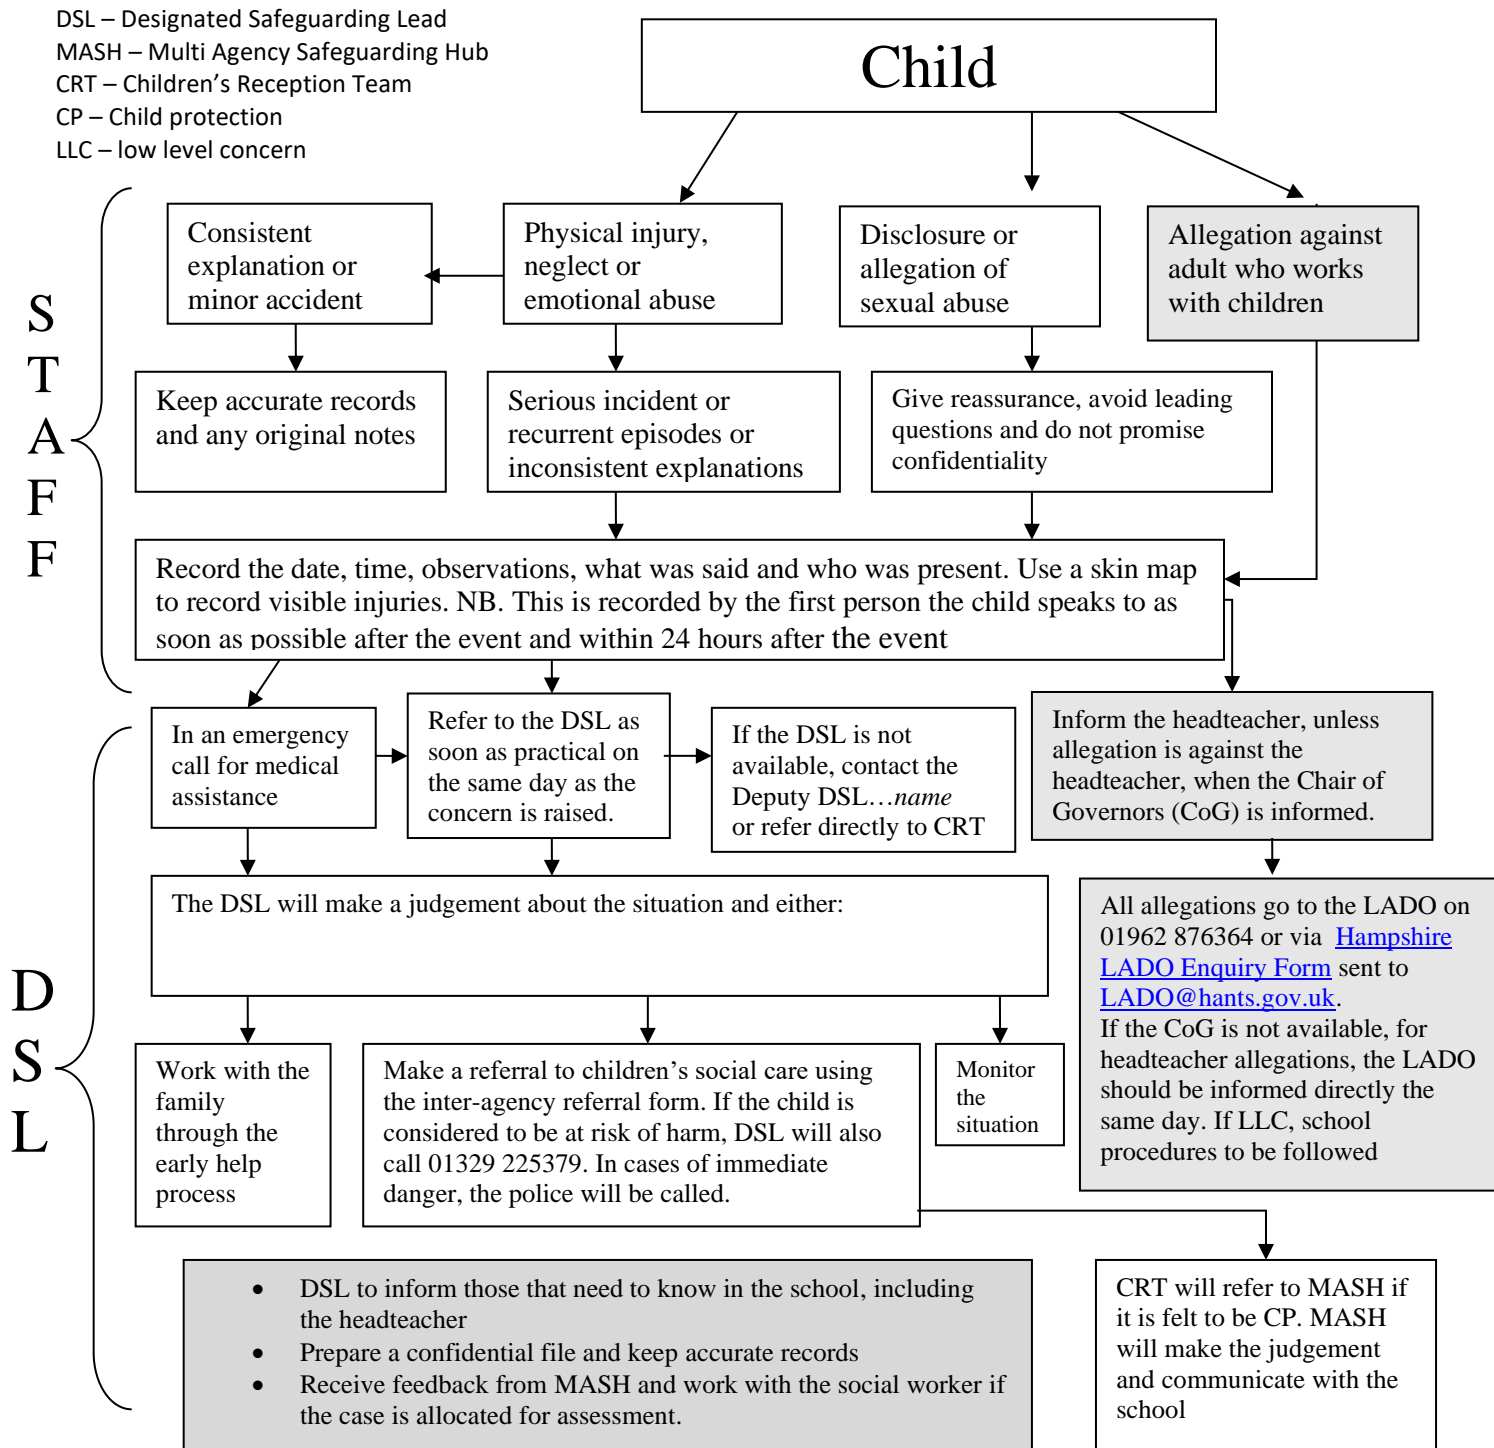 DSL – Designated Safeguarding Lead
MASH – Multi Agency Safeguarding Hub
CRT – Children’s Reception Team
CP – Child protection
LLC – low level concern
Child
STAFF
Consistent
explanation or
minor accident
Physical injury,
neglect or
emotional abuse
Disclosure or
allegation of
sexual abuse
Allegation against
adult who works
with children
Keep accurate records
and any original notes
Serious incident or
recurrent episodes or
inconsistent explanations
Give reassurance, avoid leading
questions and do not promise
confidentiality
Record the date, time, observations, what was said and who was present. Use a skin map
to record visible injuries. NB. This is recorded by the first person the child speaks to as
soon as possible after the event and within 24 hours after the event
DSL
In an emergency
call for medical
assistance
Refer to the DSL as
soon as practical on
the same day as the
concern is raised.
If the DSL is not
available, contact the
Deputy DSL…name
or refer directly to CRT
Inform the headteacher, unless
allegation is against the
headteacher, when the Chair of
Governors (CoG) is informed.
The DSL will make a judgement about the situation and either:
All allegations go to the LADO on
01962 876364 or via Hampshire
LADO Enquiry Form sent to
LADO@hants.gov.uk.
If the CoG is not available, for
headteacher allegations, the LADO
should be informed directly the
same day. If LLC, school
procedures to be followed
Work with the
family
through the
early help
process
Make a referral to children’s social care using
the inter-agency referral form. If the child is
considered to be at risk of harm, DSL will also
call 01329 225379. In cases of immediate
danger, the police will be called.
Monitor
the
situation
• DSL to inform those that need to know in the school, including
the headteacher
• Prepare a confidential file and keep accurate records
• Receive feedback from MASH and work with the social worker if
the case is allocated for assessment.
CRT will refer to MASH if
it is felt to be CP. MASH
will make the judgement
and communicate with the
school